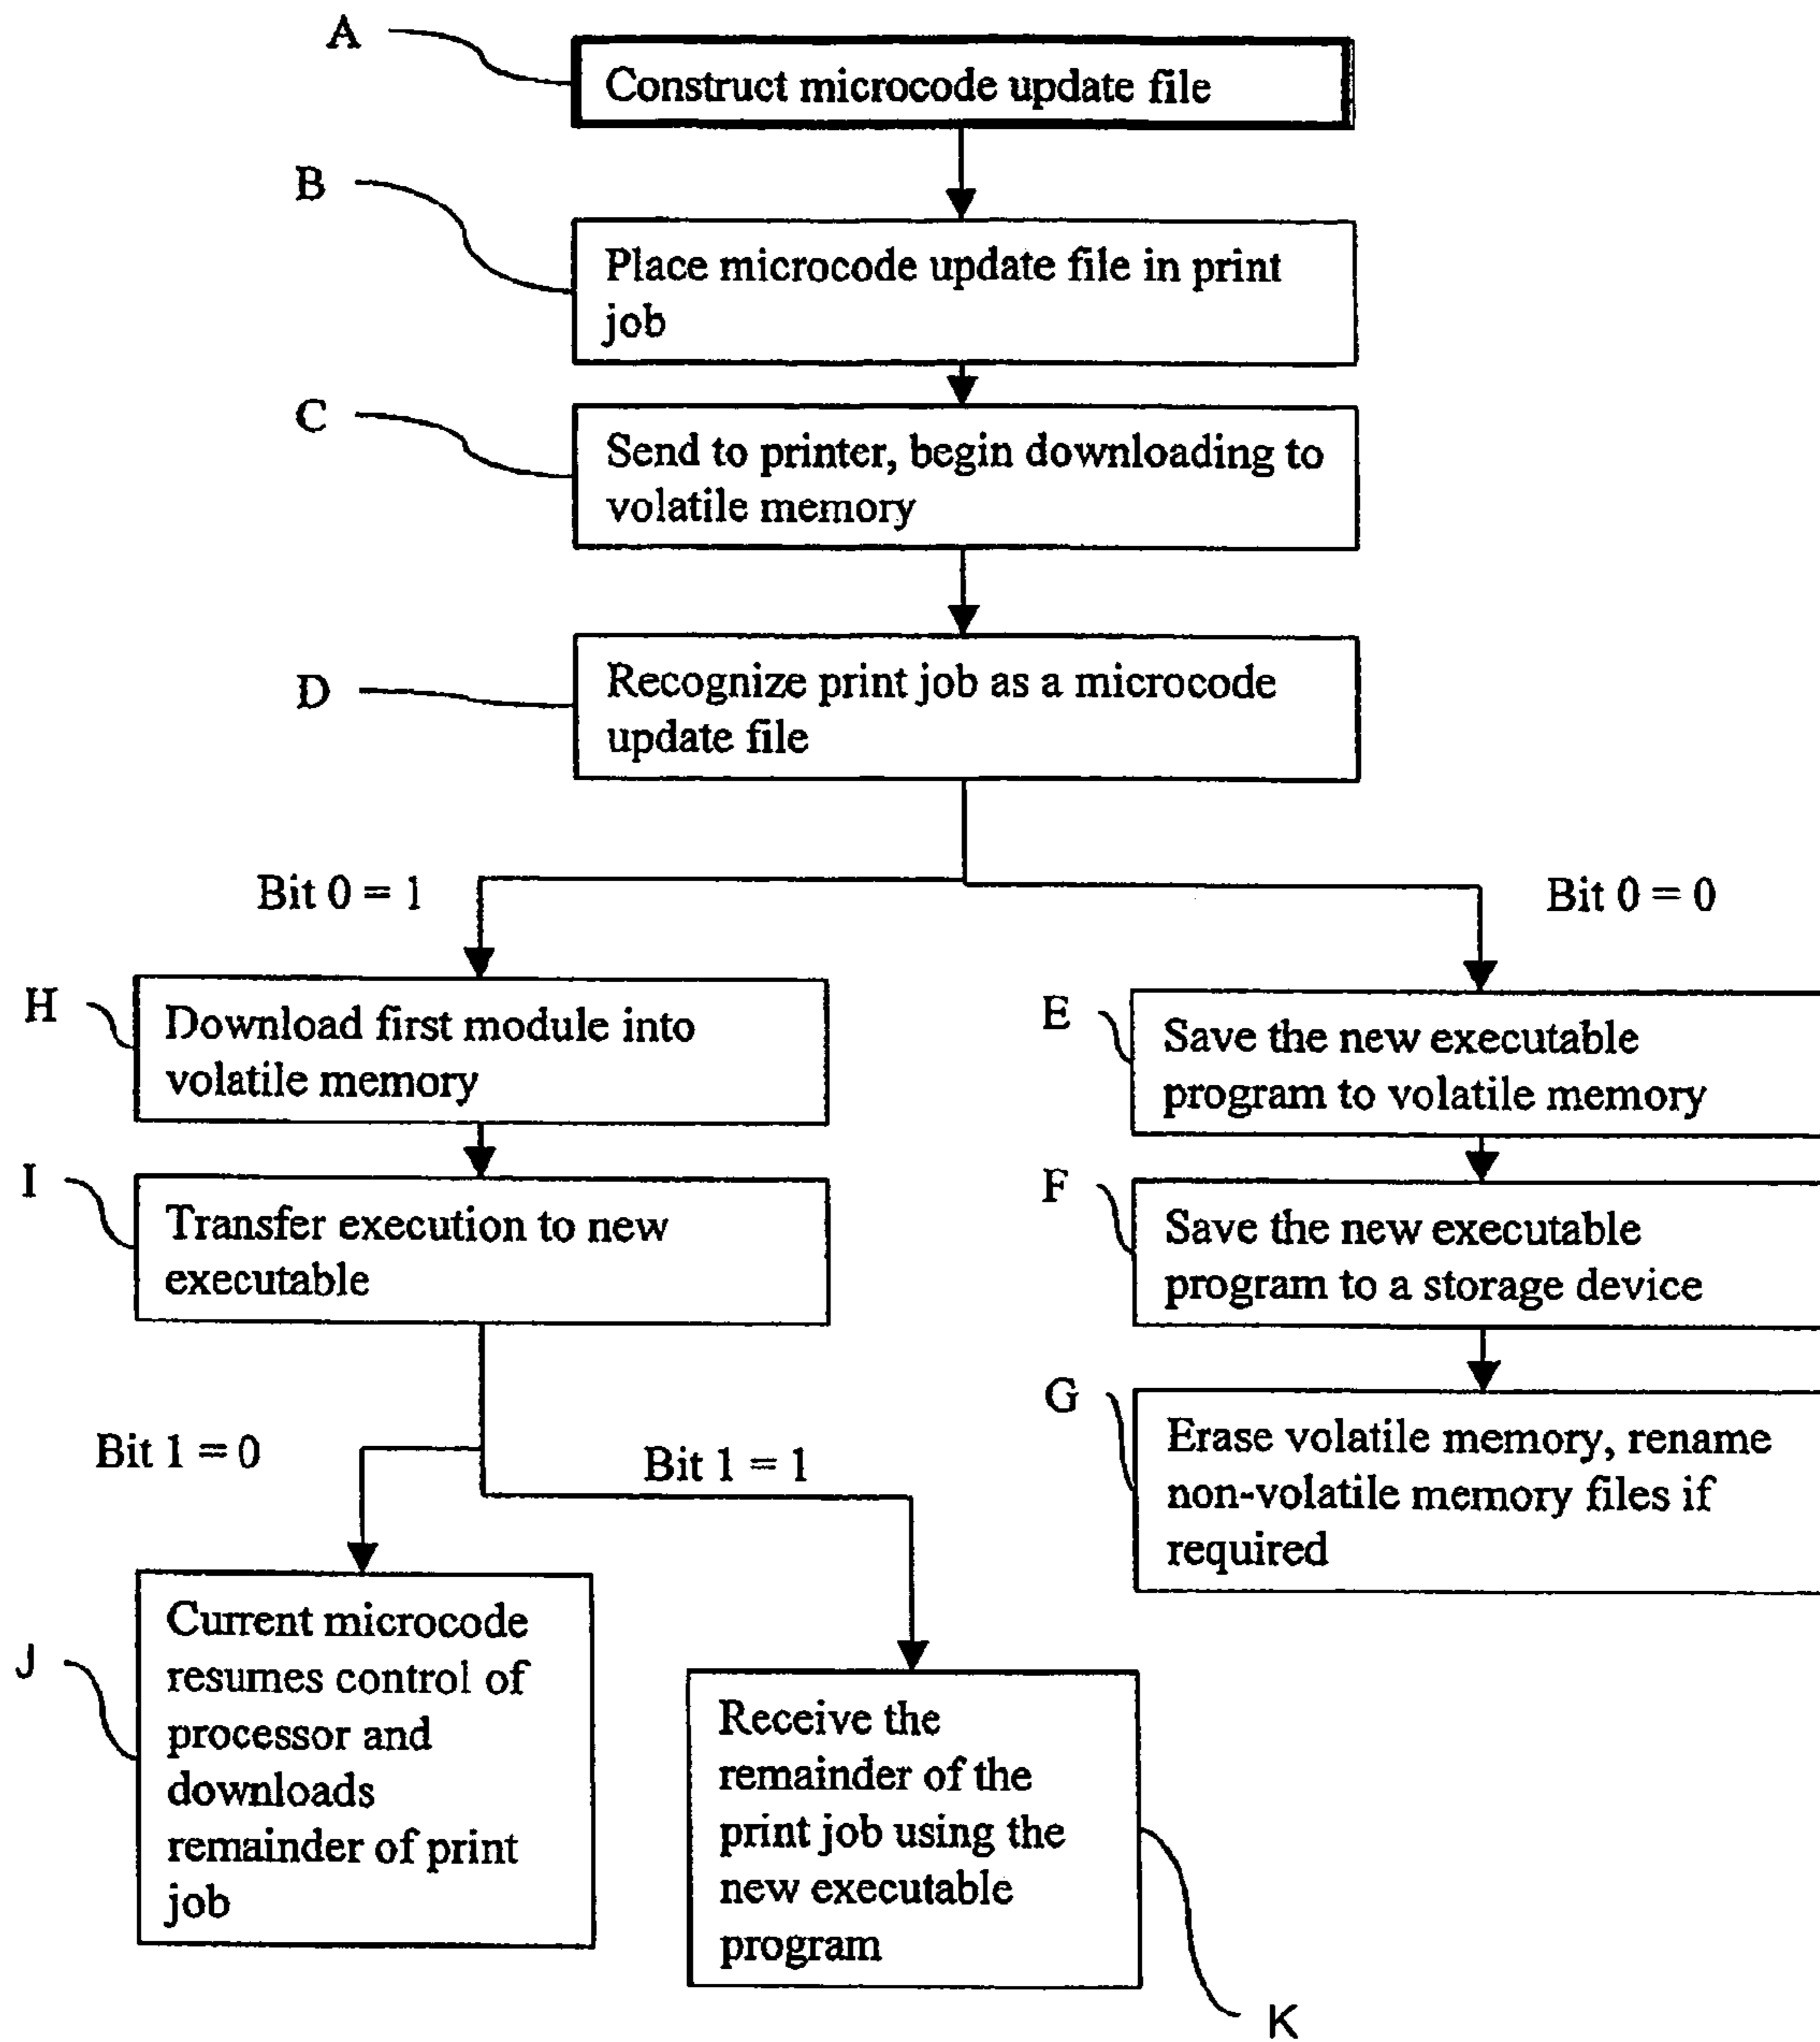 A
Construct microcode update file
B
Place microcode update file in print
job
C
Send to printer, begin downloading to
volatile memory
D
Recognize print job as a microcode
update file
Bit 0 = 1
Bit 0 = 0
H
Download first module into
volatile memory
E
Save the new executable
program to volatile memory
I
Transfer execution to new
executable
F
Save the new executable
program to a storage device
G
Erase volatile memory, rename
non-volatile memory files if
required
Bit 1 = 0
Bit 1 = 1
J
Current microcode
resumes control of
processor and
downloads
remainder of print
job
Receive the
remainder of the
print job using the
new executable
program
K